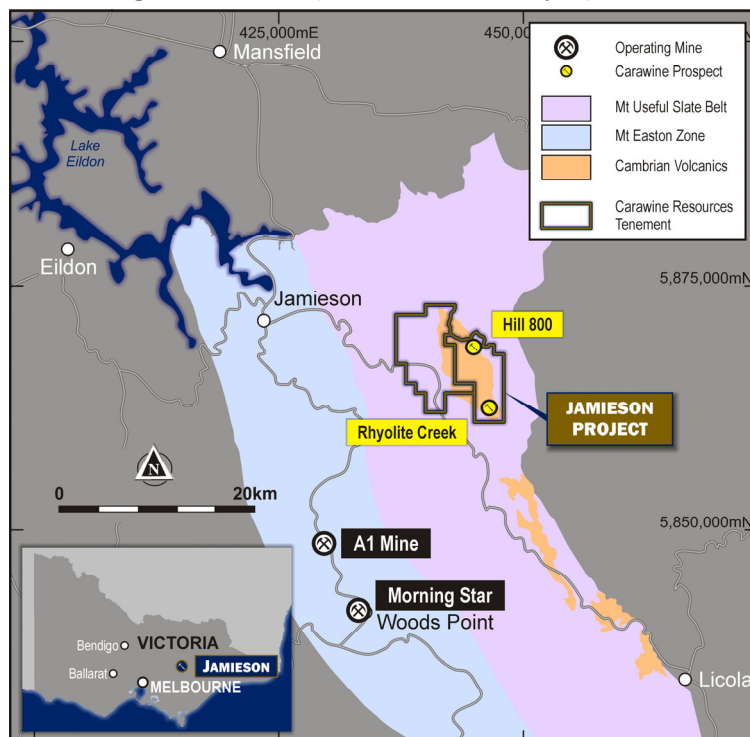 425,000mE
450,
Mansfield
Operating Mine
Carawine Prospect
Mt Useful Slate Belt
Mt Easton Zone
Cambrian Volcanics
Carawine Resources
Tenement
Lake
Eildon
Eildon
5,875,000mN
Jamieson
Hill 800
JAMIESON
PROJECT
Rhyolite Creek
N
0
20km
5,850,000mN
A1 Mine
Morning Star
Woods Point
Bendigo
VICTORIA
JAMIESON
Ballarat
MELBOURNE
Licola